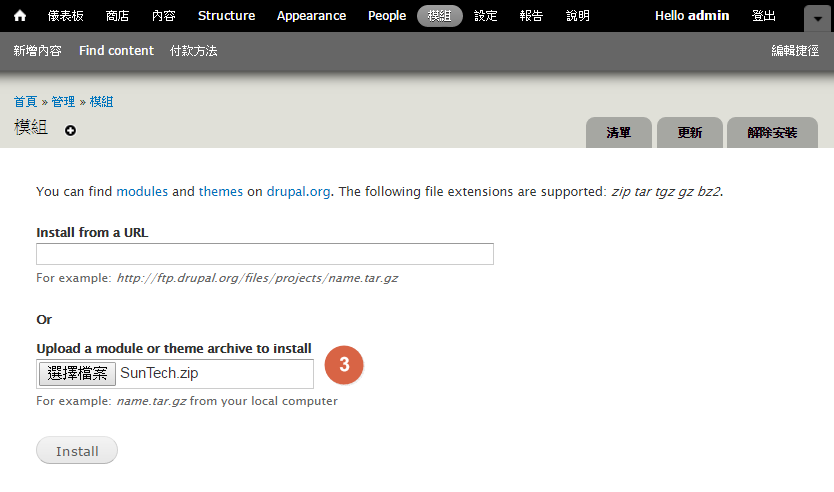 儀表板 商店 內容 Structure Appearance People 模組 設定 報告 說明 Hello admin 登出
新增內容 Find content 付款方法 編輯捷徑
首頁 » 管理 » 模組
模組
清單 更新 解除安裝
You can find modules and themes on drupal.org. The following file extensions are supported: zip tar tgz gz bz2.
Install from a URL
For example: http://ftp.drupal.org/files/projects/name.tar.gz
Or
Upload a module or theme archive to install
選擇檔案 SunTech.zip 3
For example: name.tar.gz from your local computer
Install